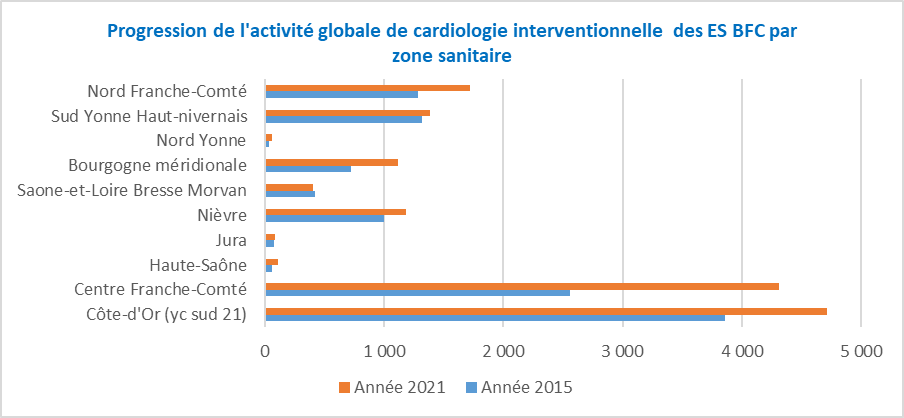 Progression de l'activité globale de cardiologie interventionnelle  des ES BFC par
zone sanitaire
Nord Franche-Comté
Sud Yonne Haut-nivernais
Nord Yonne
Bourgogne méridionale
Saone-et-Loire Bresse Morvan
Nièvre
Jura
Haute-Saône
Centre Franche-Comté
Côte-d'Or (yc sud 21)
0 1 000 2 000 3 000 4 000 5 000
Année 2021 Année 2015